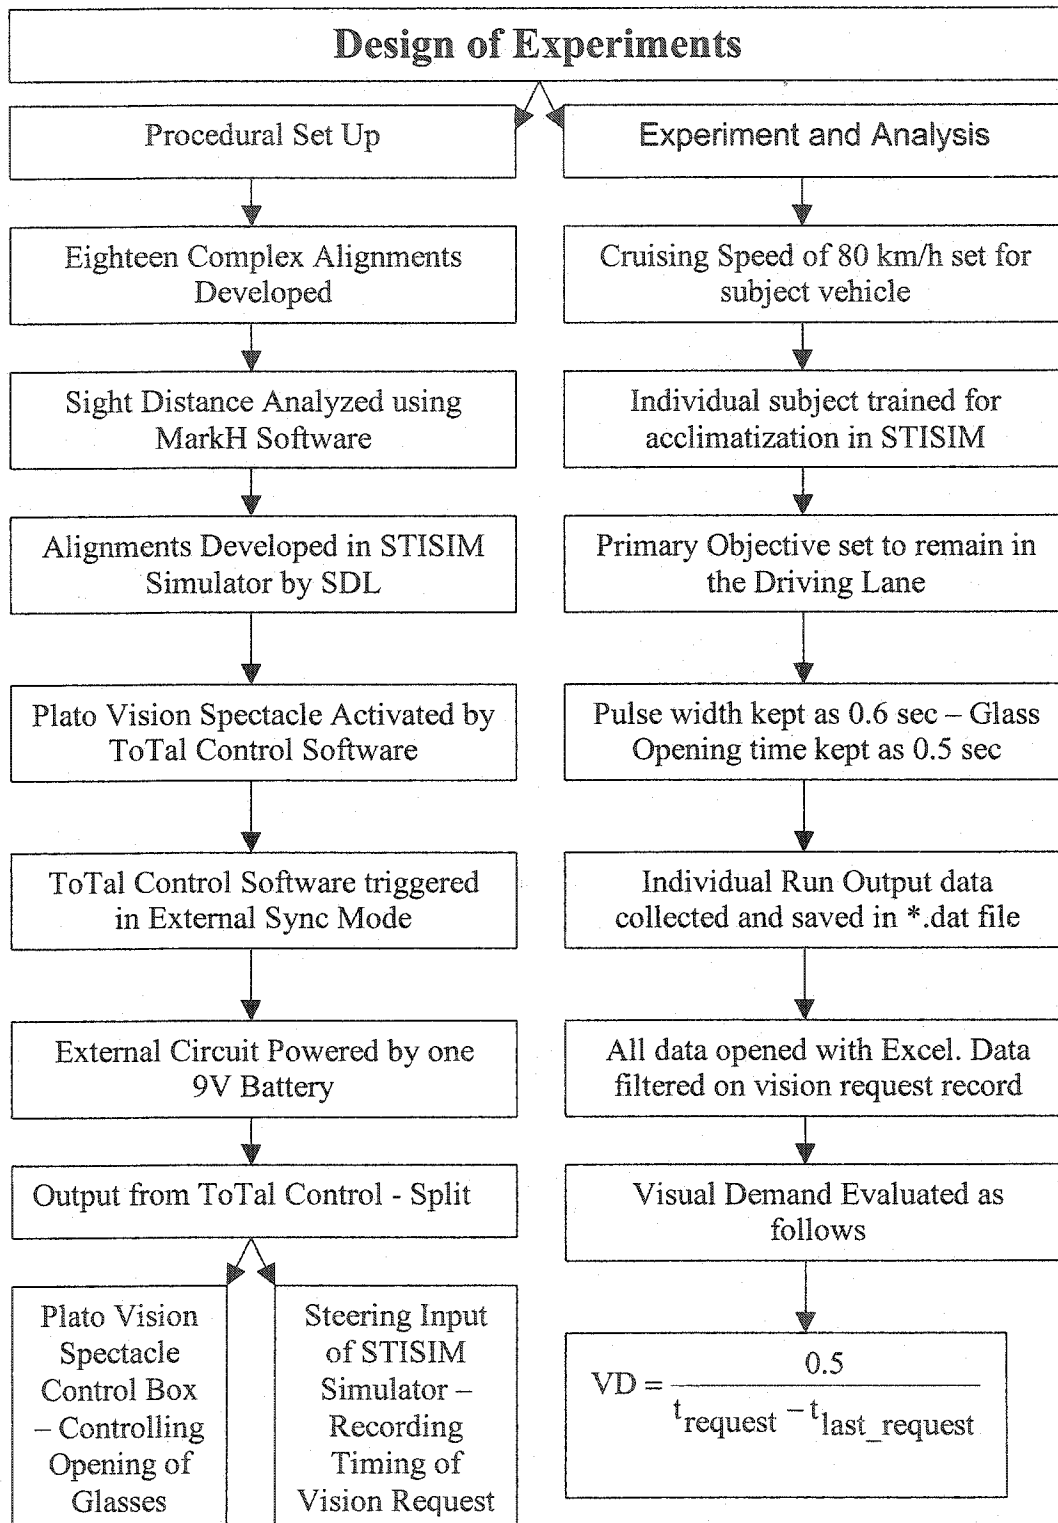 Design of Experiments
Procedural Set Up
Eighteen Complex Alignments
Developed
Sight Distance Analyzed using
MarkH Software
Alignments Developed in STISIM
Simulator by SDL
Plato Vision Spectacle Activated by
ToTal Control Software
ToTal Control Software triggered
in External Sync Mode
External Circuit Powered by one
9V Battery
Output from ToTal Control - Split
Plato Vision
Spectacle
Control Box
– Controlling
Opening of
Glasses
Steering Input
of STISIM
Simulator –
Recording
Timing of
Vision Request
Experiment and Analysis
Cruising Speed of 80 km/h set for
subject vehicle
Individual subject trained for
acclimatization in STISIM
Primary Objective set to remain in
the Driving Lane
Pulse width kept as 0.6 sec – Glass
Opening time kept as 0.5 sec
Individual Run Output data
collected and saved in *.dat file
All data opened with Excel. Data
filtered on vision request record
Visual Demand Evaluated as
follows
0.5
VD =
t request – t last_request